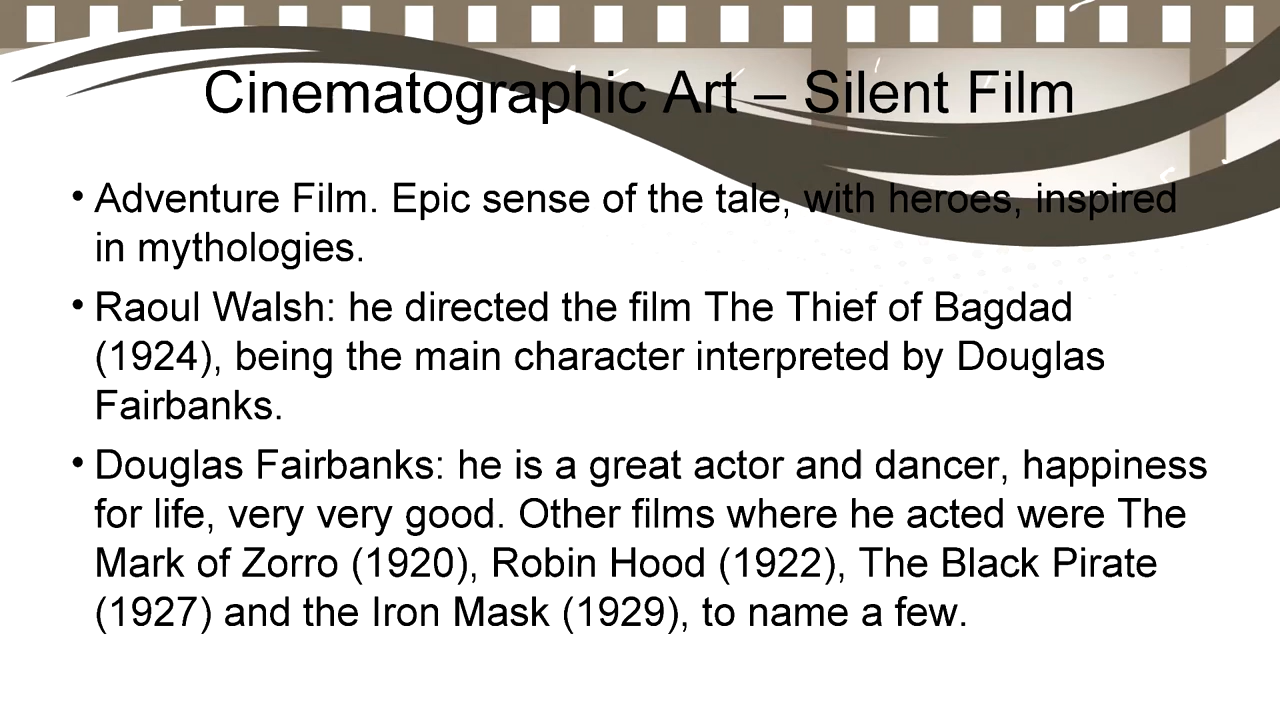 Cinematographic Art – Silent Film
• Adventure Film. Epic sense of the tale, with heroes, inspired
in mythologies.
• Raoul Walsh: he directed the film The Thief of Bagdad
(1924), being the main character interpreted by Douglas
Fairbanks.
• Douglas Fairbanks: he is a great actor and dancer, happiness
for life, very very good. Other films where he acted were The
Mark of Zorro (1920), Robin Hood (1922), The Black Pirate
(1927) and the Iron Mask (1929), to name a few.